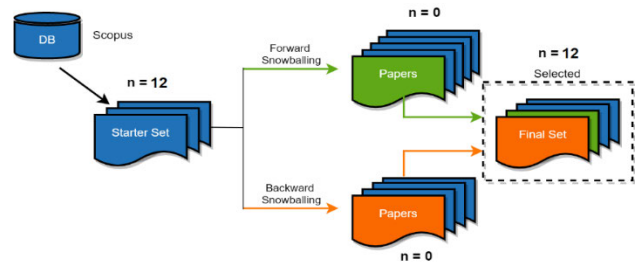 DB
Scopus
n = 12
Starter Set
Forward
Snowballing
n = 0
Papers
Backward
Snowballing
Papers
n = 0
n = 12
Selected
Final Set